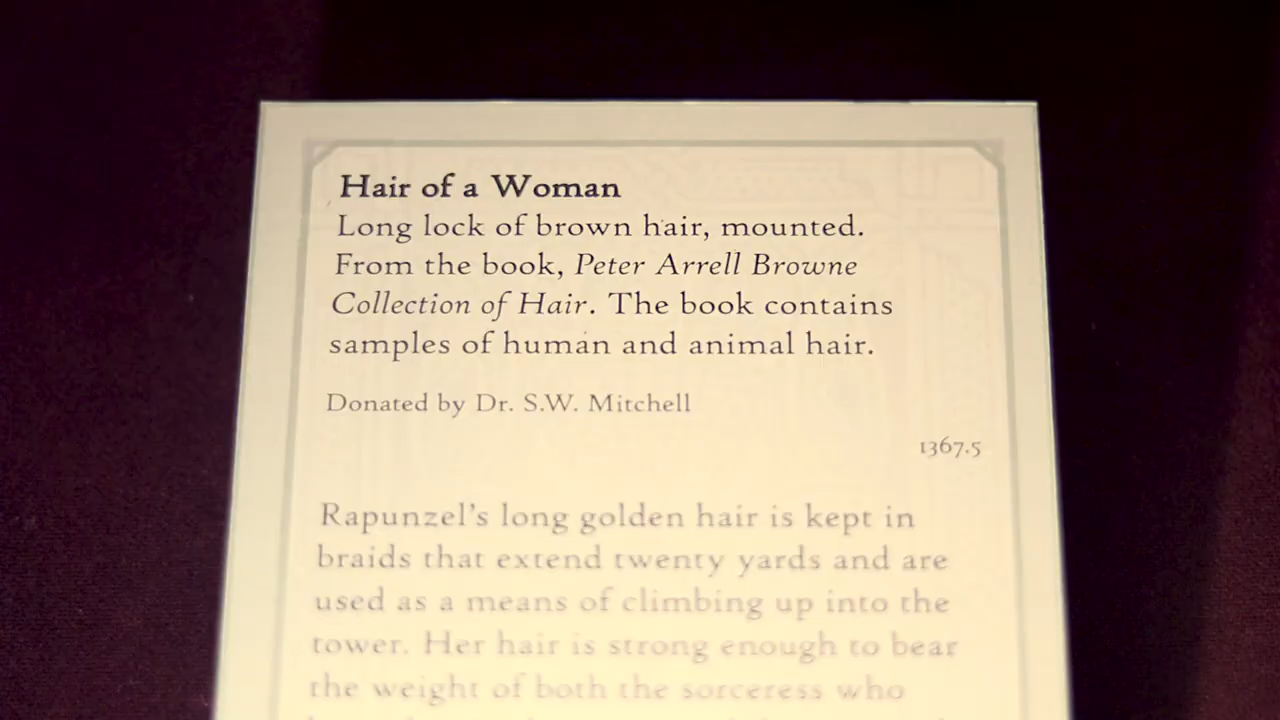 Hair of a Woman
Long lock of brown hair, mounted.
From the book, Peter Arrell Browne
Collection of Hair. The book contains
samples of human and animal hair.
Donated by Dr. S.W. Mitchell
1367.5
Rapunzel's long golden hair is kept in
braids that extend twenty yards and are
used as a means of climbing up into the
tower. Her hair is strong enough to bear
the weight of both the sorceress who